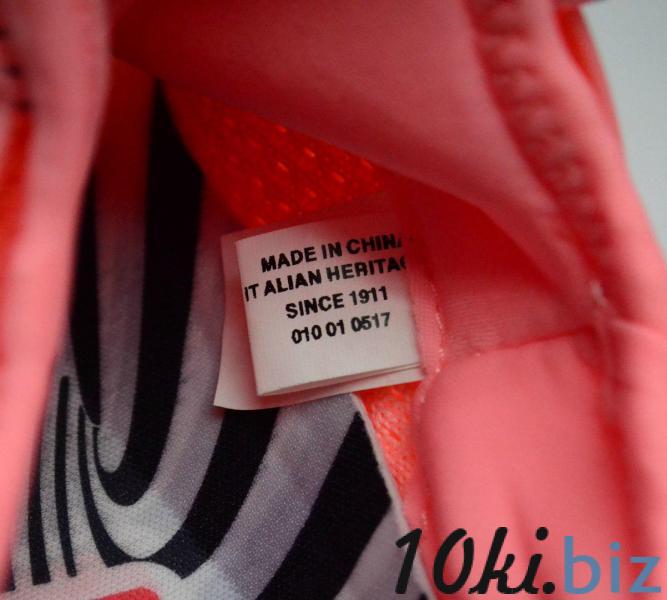 MADE IN CHINA
IT ALIAN HERITAG
SINCE 1911
010 01 0517
10ki.biz